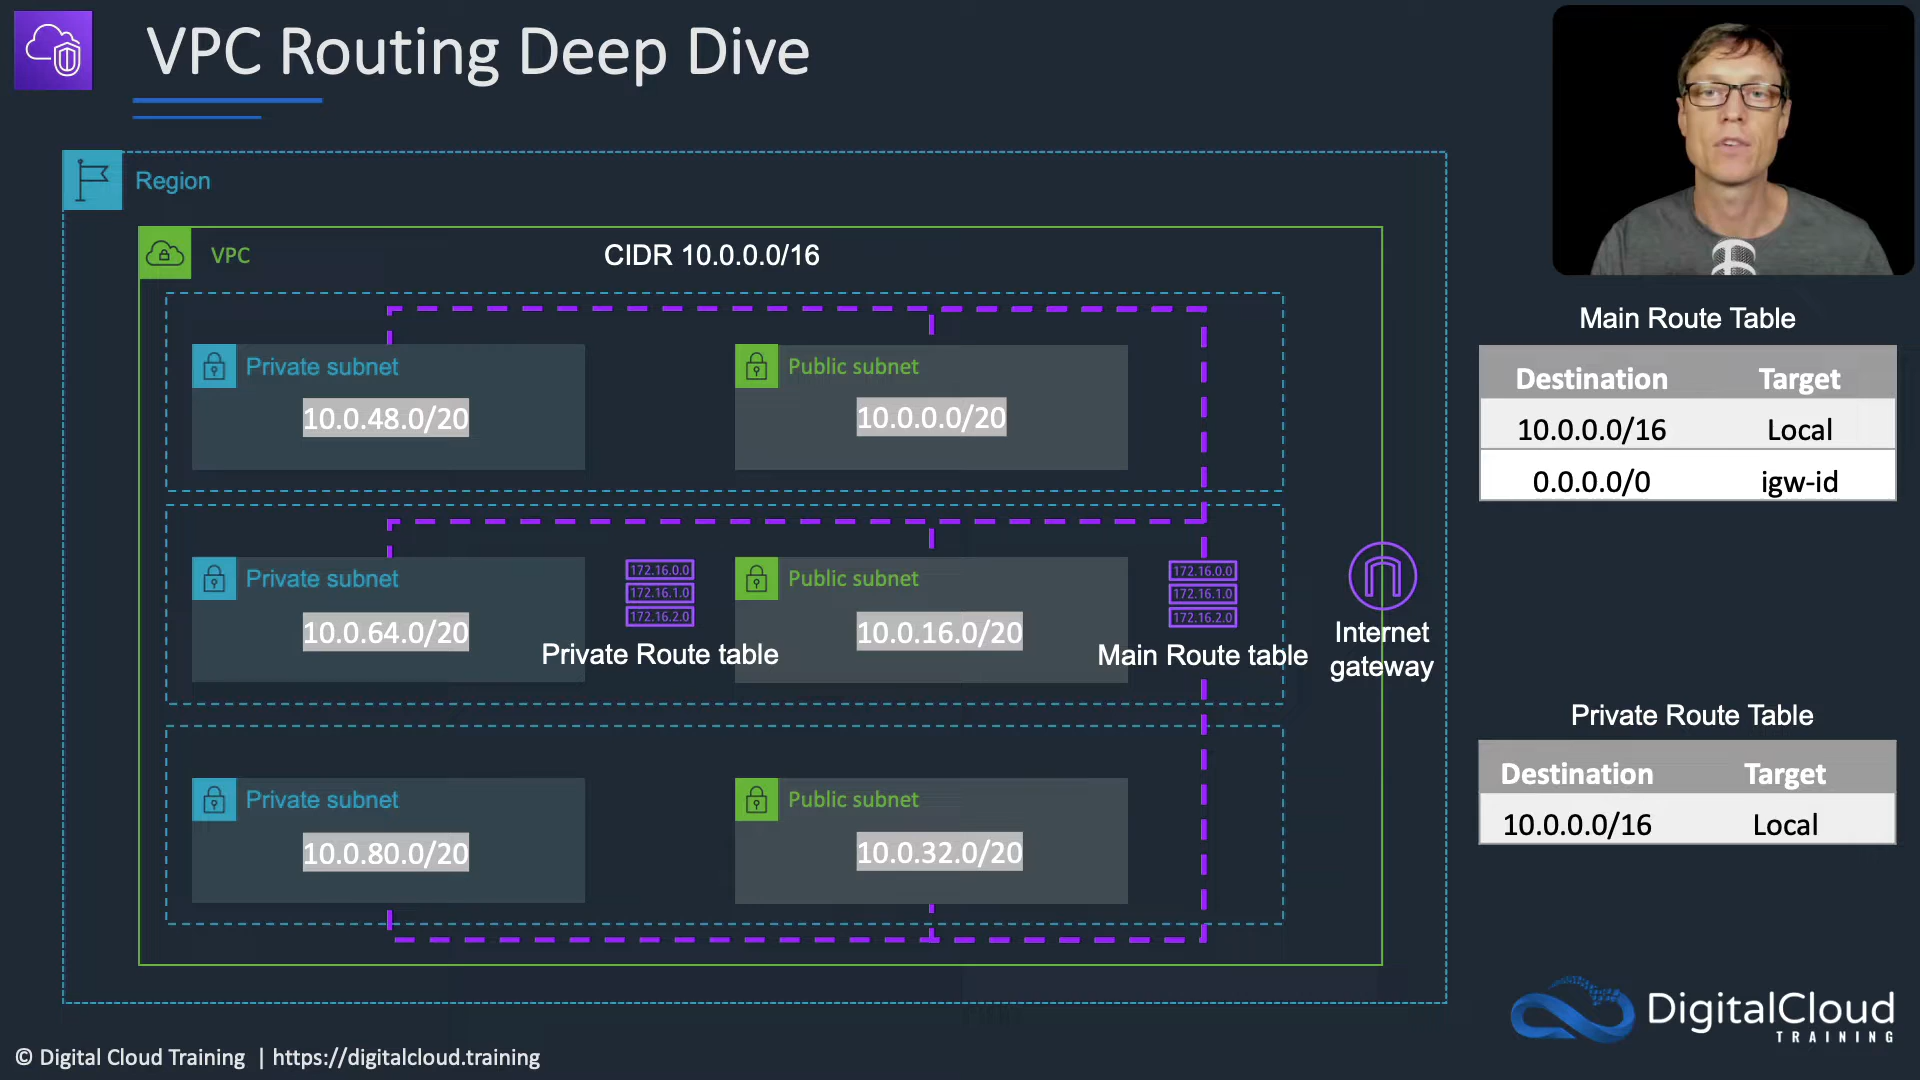 VPC Routing Deep Dive
Region
VPC
CIDR 10.0.0.0/16
Private subnet
10.0.48.0/20
Public subnet
10.0.0.0/20
Private subnet
10.0.64.0/20
172.16.0.0
172.16.1.0
172.16.2.0
Private Route table
Public subnet
10.0.16.0/20
172.16.0.0
172.16.1.0
172.16.2.0
Main Route table
Internet
gateway
Private subnet
10.0.80.0/20
Public subnet
10.0.32.0/20
Main Route Table
Destination Target
10.0.0.0/16 Local
0.0.0.0/0 igw-id
Private Route Table
Destination Target
10.0.0.0/16 Local
DigitalCloud
TRAINING
© Digital Cloud Training | https://digitalcloud.training